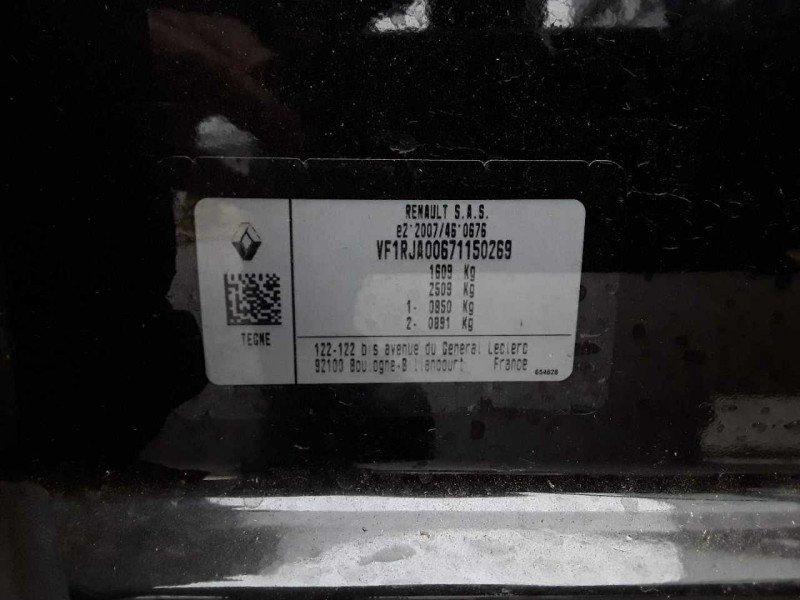 RENAULT S.A.S.
e2*2007/46*0676
VF1RJA00671150269
1609 Kg
2509 Kg
1- 0850 Kg
2- 0891 Kg
TEGNE
122-122 bis avenue du General Leclerc
92100 Boulogne-Billancourt France
654828